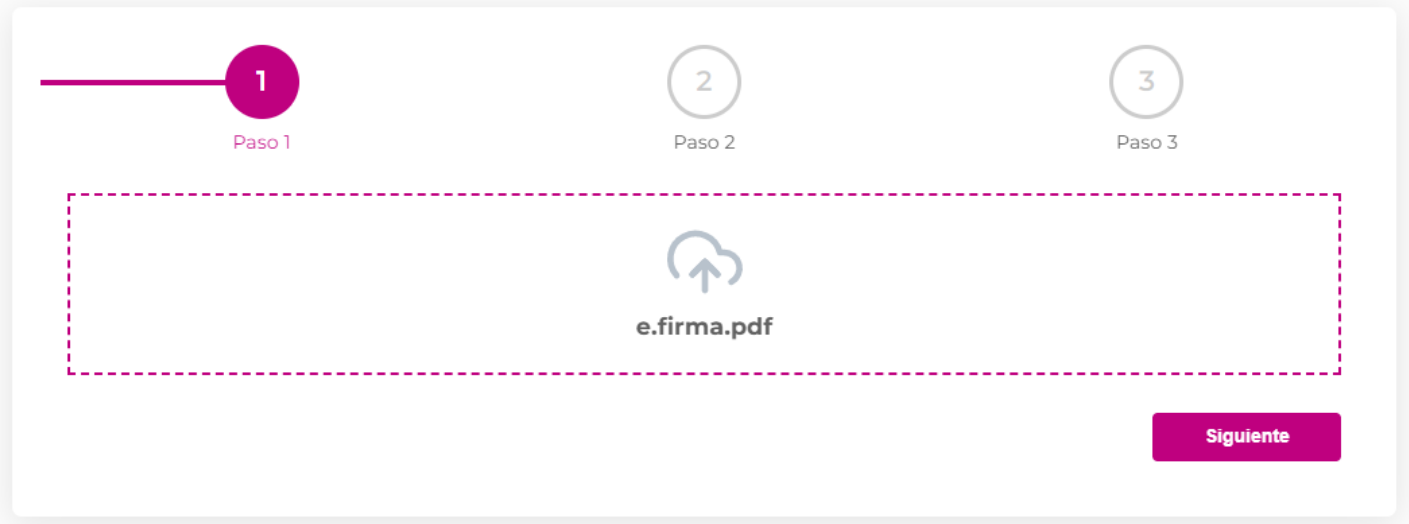 1
2
3
Paso 1
Paso 2
Paso 3
e.firma.pdf
Siguiente